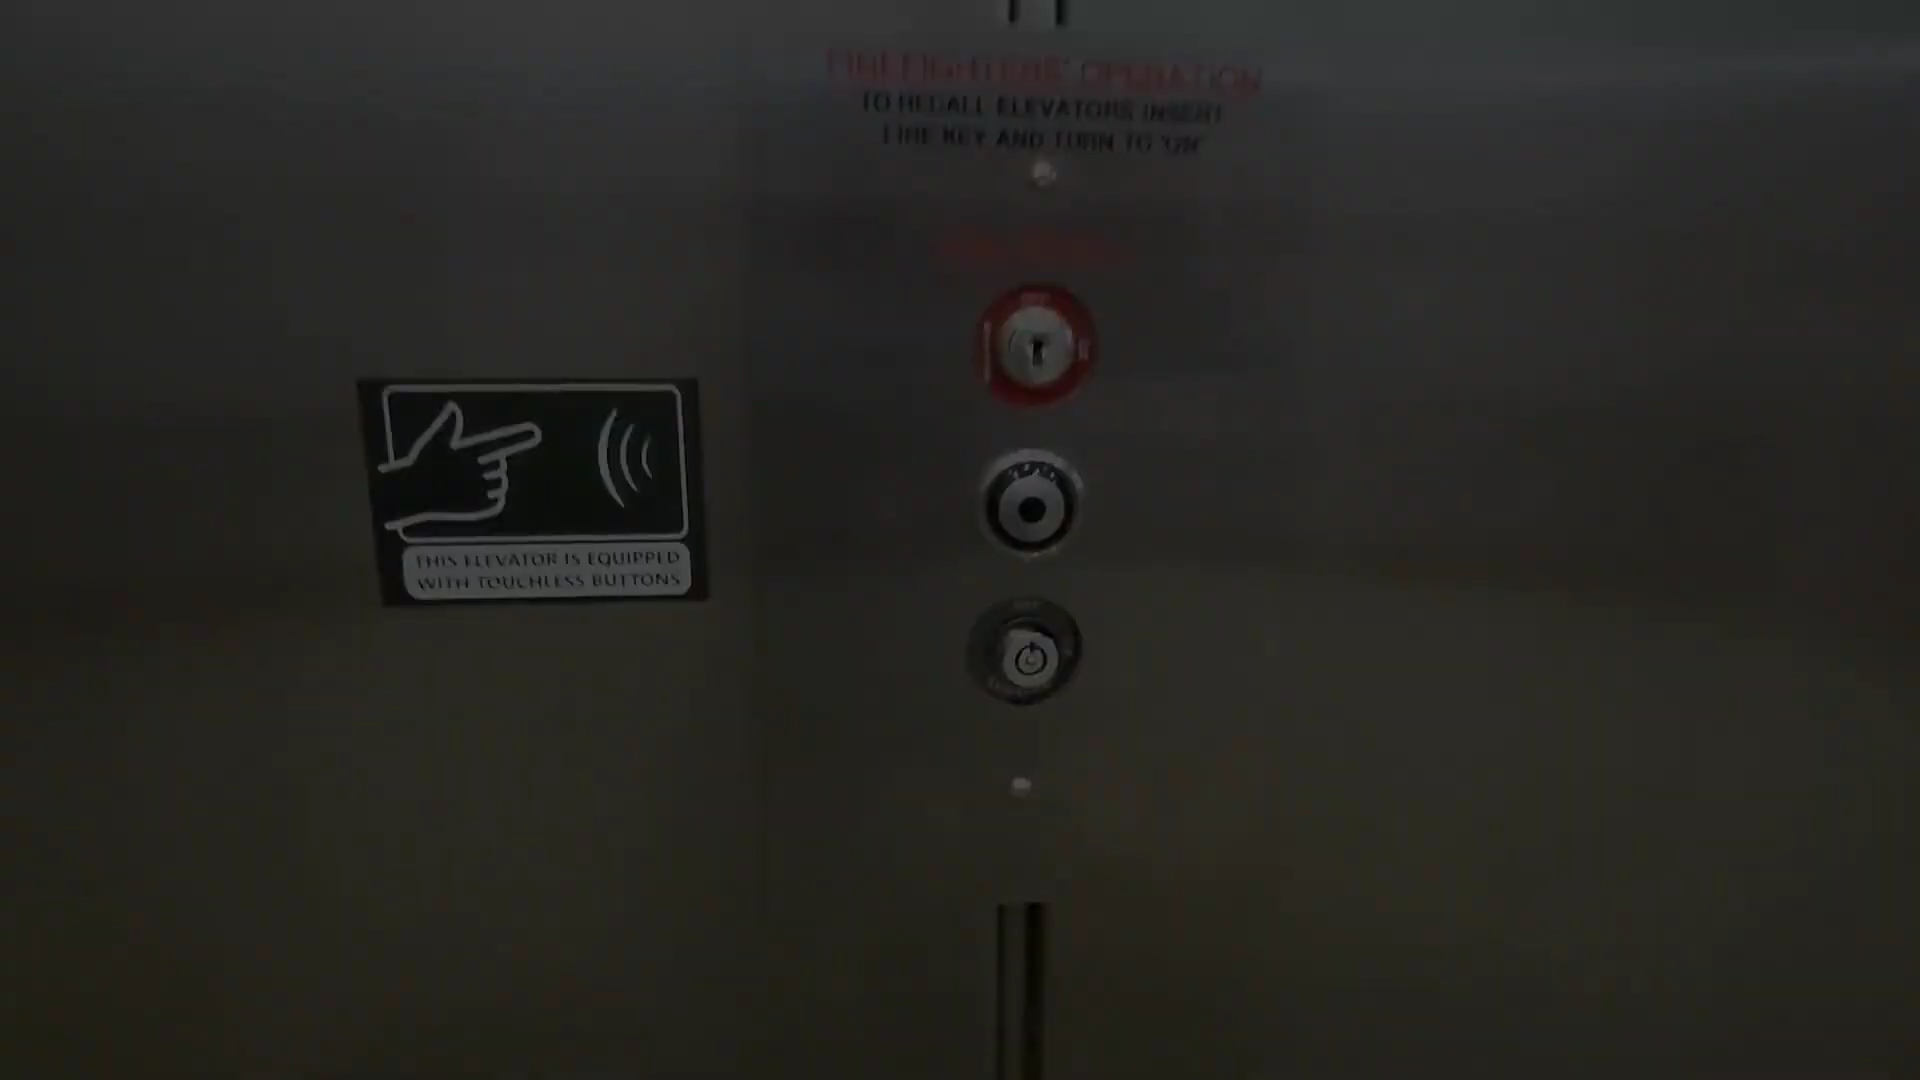 FIREFIGHTERS' OPERATION
TO RECALL ELEVATORS INSERT
FIRE KEY AND TURN TO 'ON'
THIS ELEVATOR IS EQUIPPED
WITH TOUCHLESS BUTTONS